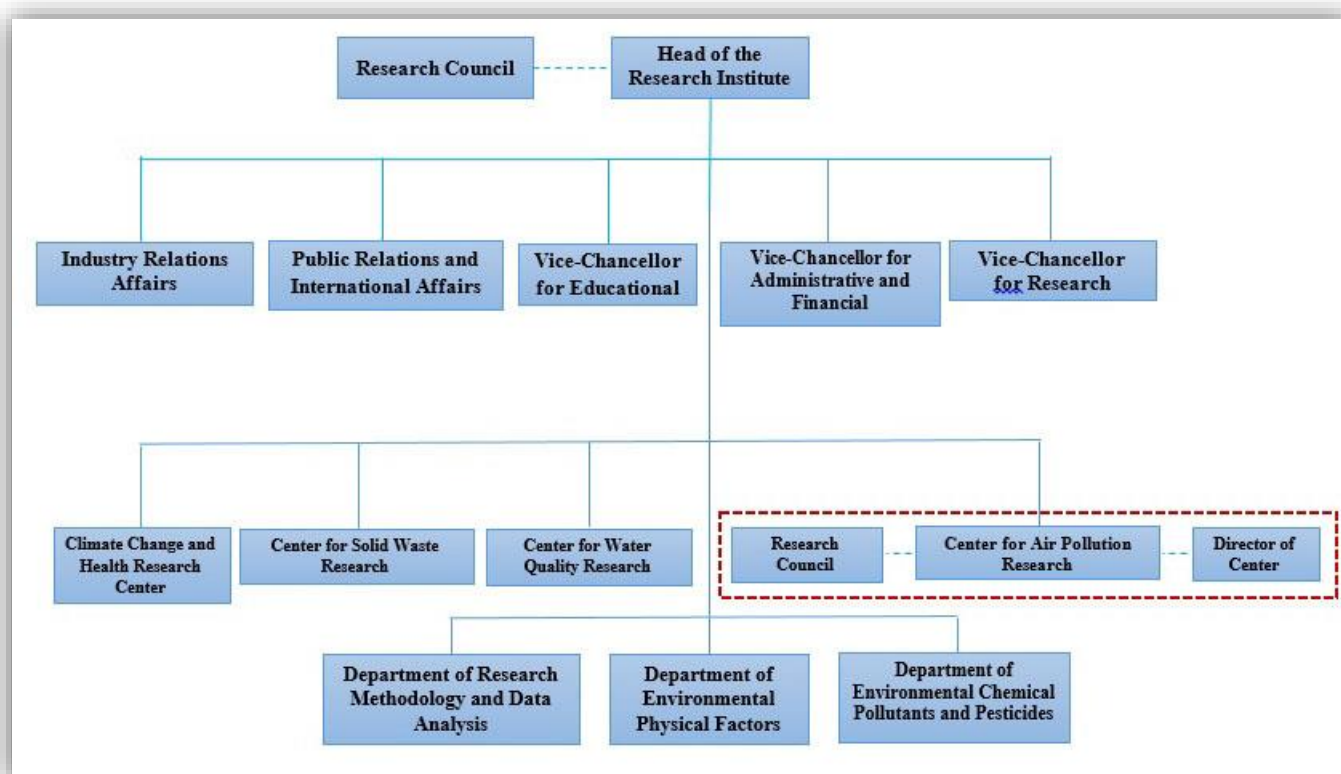 Research Council
Head of the
Research Institute
Industry Relations
Affairs
Public Relations and
International Affairs
Vice-Chancellor
for Educational
Vice-Chancellor for
Administrative and
Financial
Vice-Chancellor
for Research
Climate Change and
Health Research
Center
Center for Solid Waste
Research
Center for Water
Quality Research
Research
Council
Center for Air Pollution
Research
Director of
Center
Department of Research
Methodology and Data
Analysis
Department of
Environmental
Physical Factors
Department of
Environmental Chemical
Pollutants and Pesticides